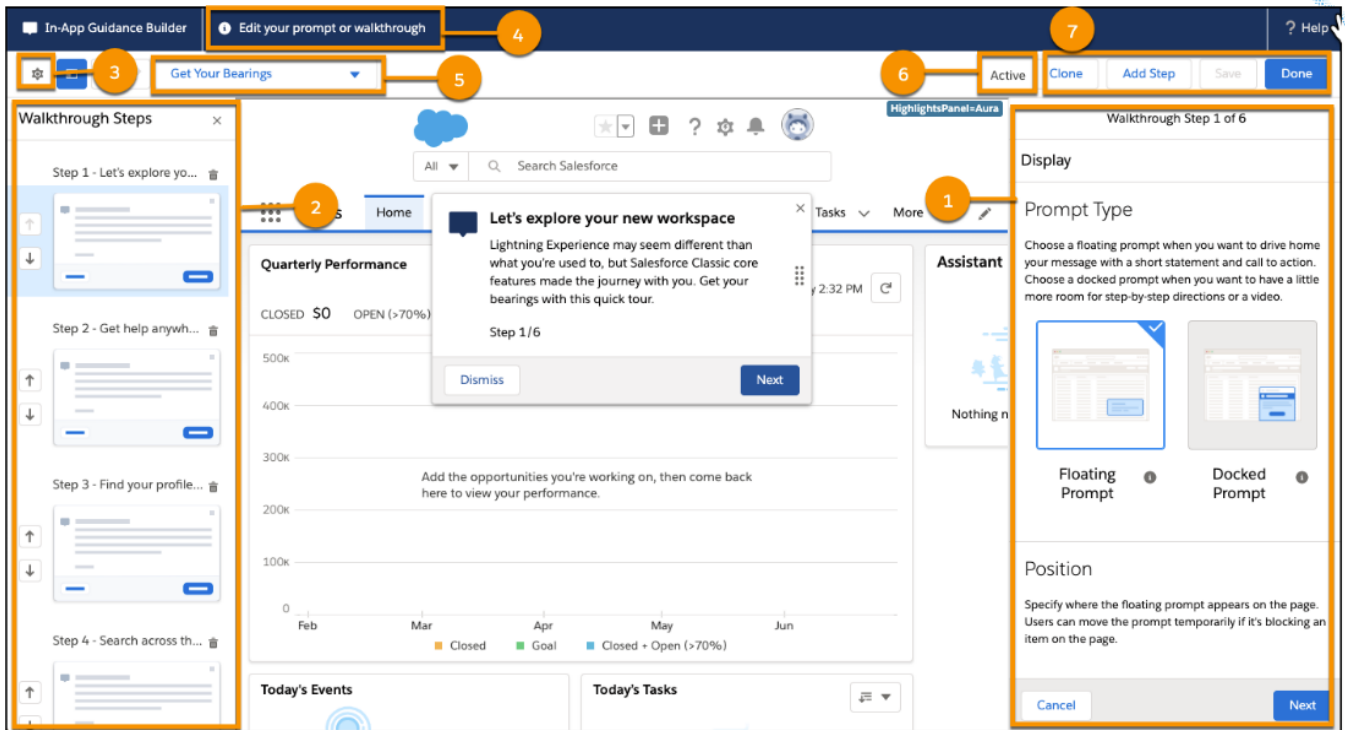 In-App Guidance Builder
Edit your prompt or walkthrough
4
7
? Help
3
Get Your Bearings
5
6
Active
Clone
Add Step
Save
Done
Walkthrough Steps
Step 1 - Let's explore yo...
2
Step 2 - Get help anywh...
Step 3 - Find your profile...
Step 4 - Search across th...
HighlightsPanel=Aura
All
Search Salesforce
Home
Tasks
More
Quarterly Performance
2:32 PM
CLOSED $0 OPEN (>70%)
Let's explore your new workspace
Lightning Experience may seem different than
what you're used to, but Salesforce Classic core
features made the journey with you. Get your
bearings with this quick tour.
Step 1/6
Dismiss
Next
500K
400K
300K
200K
100K
0
Add the opportunities you're working on, then come back
here to view your performance.
Feb Mar Apr May Jun
Closed Goal Closed + Open (>70%)
Today's Events
Today's Tasks
Assistant
Nothing
1
Walkthrough Step 1 of 6
Display
Prompt Type
Choose a floating prompt when you want to drive home
your message with a short statement and call to action.
Choose a docked prompt when you want to have a little
more room for step-by-step directions or a video.
Floating
Prompt
Docked
Prompt
Position
Specify where the floating prompt appears on the page.
Users can move the prompt temporarily if it's blocking an
item on the page.
Cancel
Next